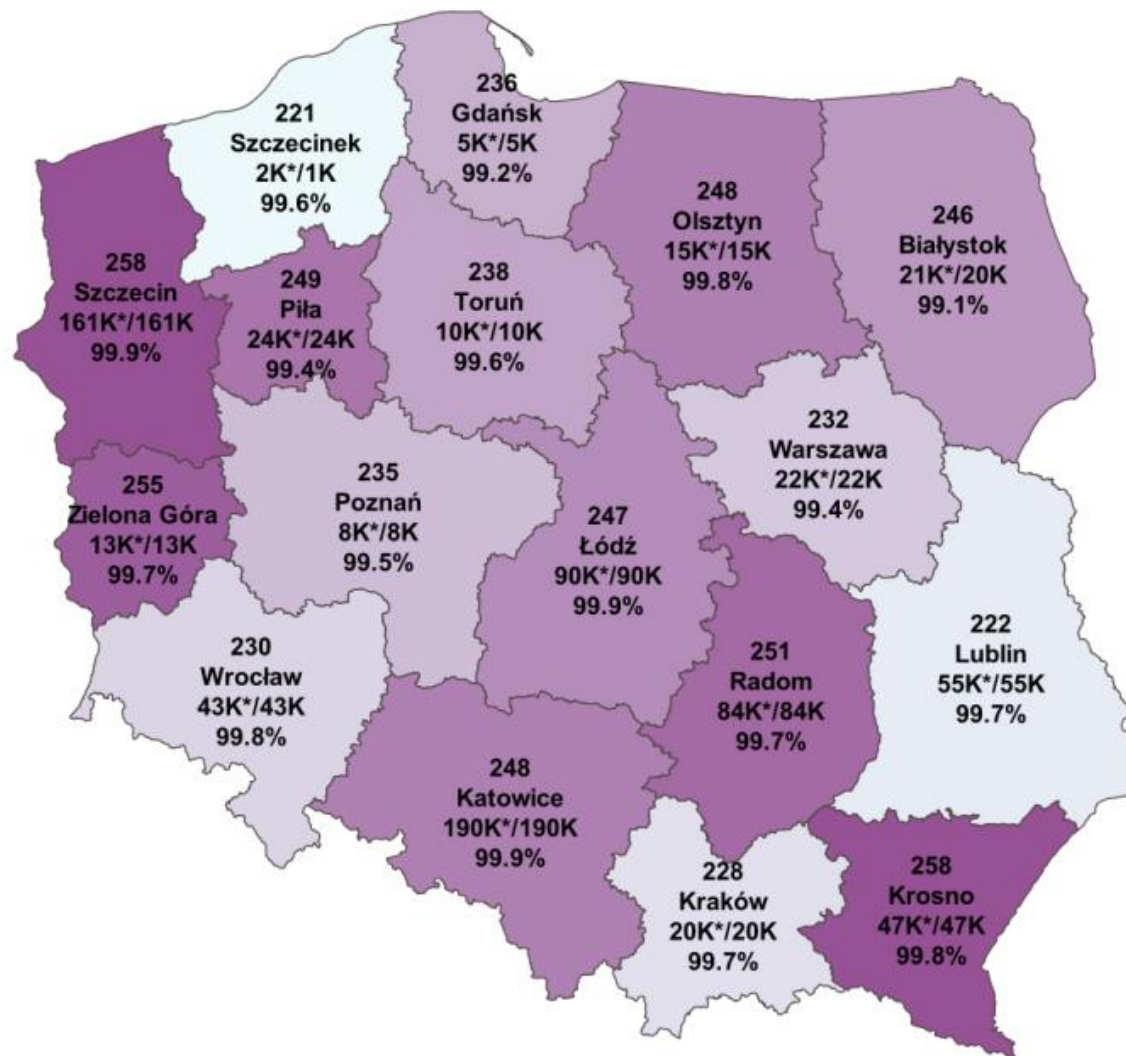 236
Gdańsk
5K*/5K
99.2%
221
Szczecinek
2K*/1K
99.6%
248
Olsztyn
15K*/15K
99.8%
246
Białystok
21K*/20K
99.1%
258
Szczecin
161K*/161K
99.9%
249
Piła
24K*/24K
99.4%
238
Toruń
10K*/10K
99.6%
232
Warszawa
22K*/22K
99.4%
255
Zielona Góra
13K*/13K
99.7%
235
Poznań
8K*/8K
99.5%
247
Łódź
90K*/90K
99.9%
222
Lublin
55K*/55K
99.7%
230
Wrocław
43K*/43K
99.8%
251
Radom
84K*/84K
99.7%
248
Katowice
190K*/190K
99.9%
228
Kraków
20K*/20K
99.7%
258
Krosno
47K*/47K
99.8%